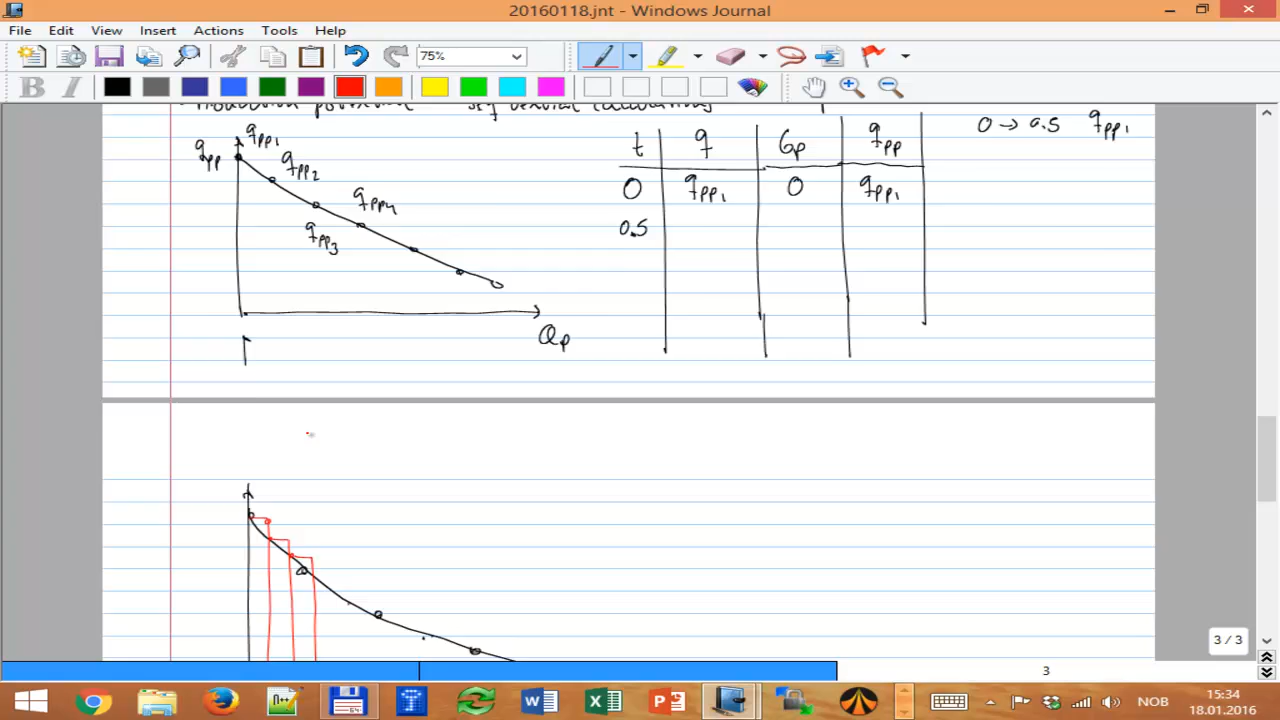 20160118.jnt - Windows Journal
File Edit View Insert Actions Tools Help
75%
B I
q_pp q_pp1
q_pp2
q_pp4
q_pp3
Q_p
t q G_p q_pp
0 q_pp1 0 q_pp1
0.5
0 → 0.5 q_pp1
3 / 3
3
NOB
15:34
18.01.2016